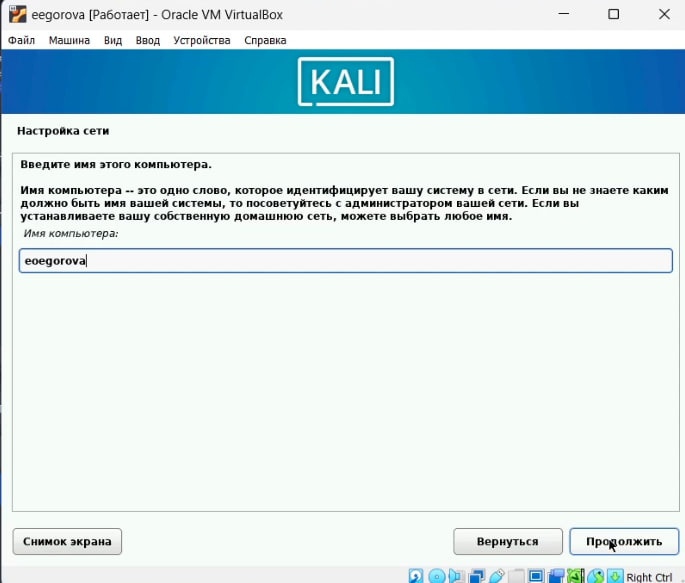 eegorova [Работает] - Oracle VM VirtualBox
Файл Машина Вид Ввод Устройства Справка
KALI
Настройка сети
Введите имя этого компьютера.
Имя компьютера -- это одно слово, которое идентифицирует вашу систему в сети. Если вы не знаете каким
должно быть имя вашей системы, то посоветуйтесь с администратором вашей сети. Если вы
устанавливаете вашу собственную домашнюю сеть, можете выбрать любое имя.
Имя компьютера:
eoegorova
Снимок экрана Вернуться Продолжить
Right Ctrl